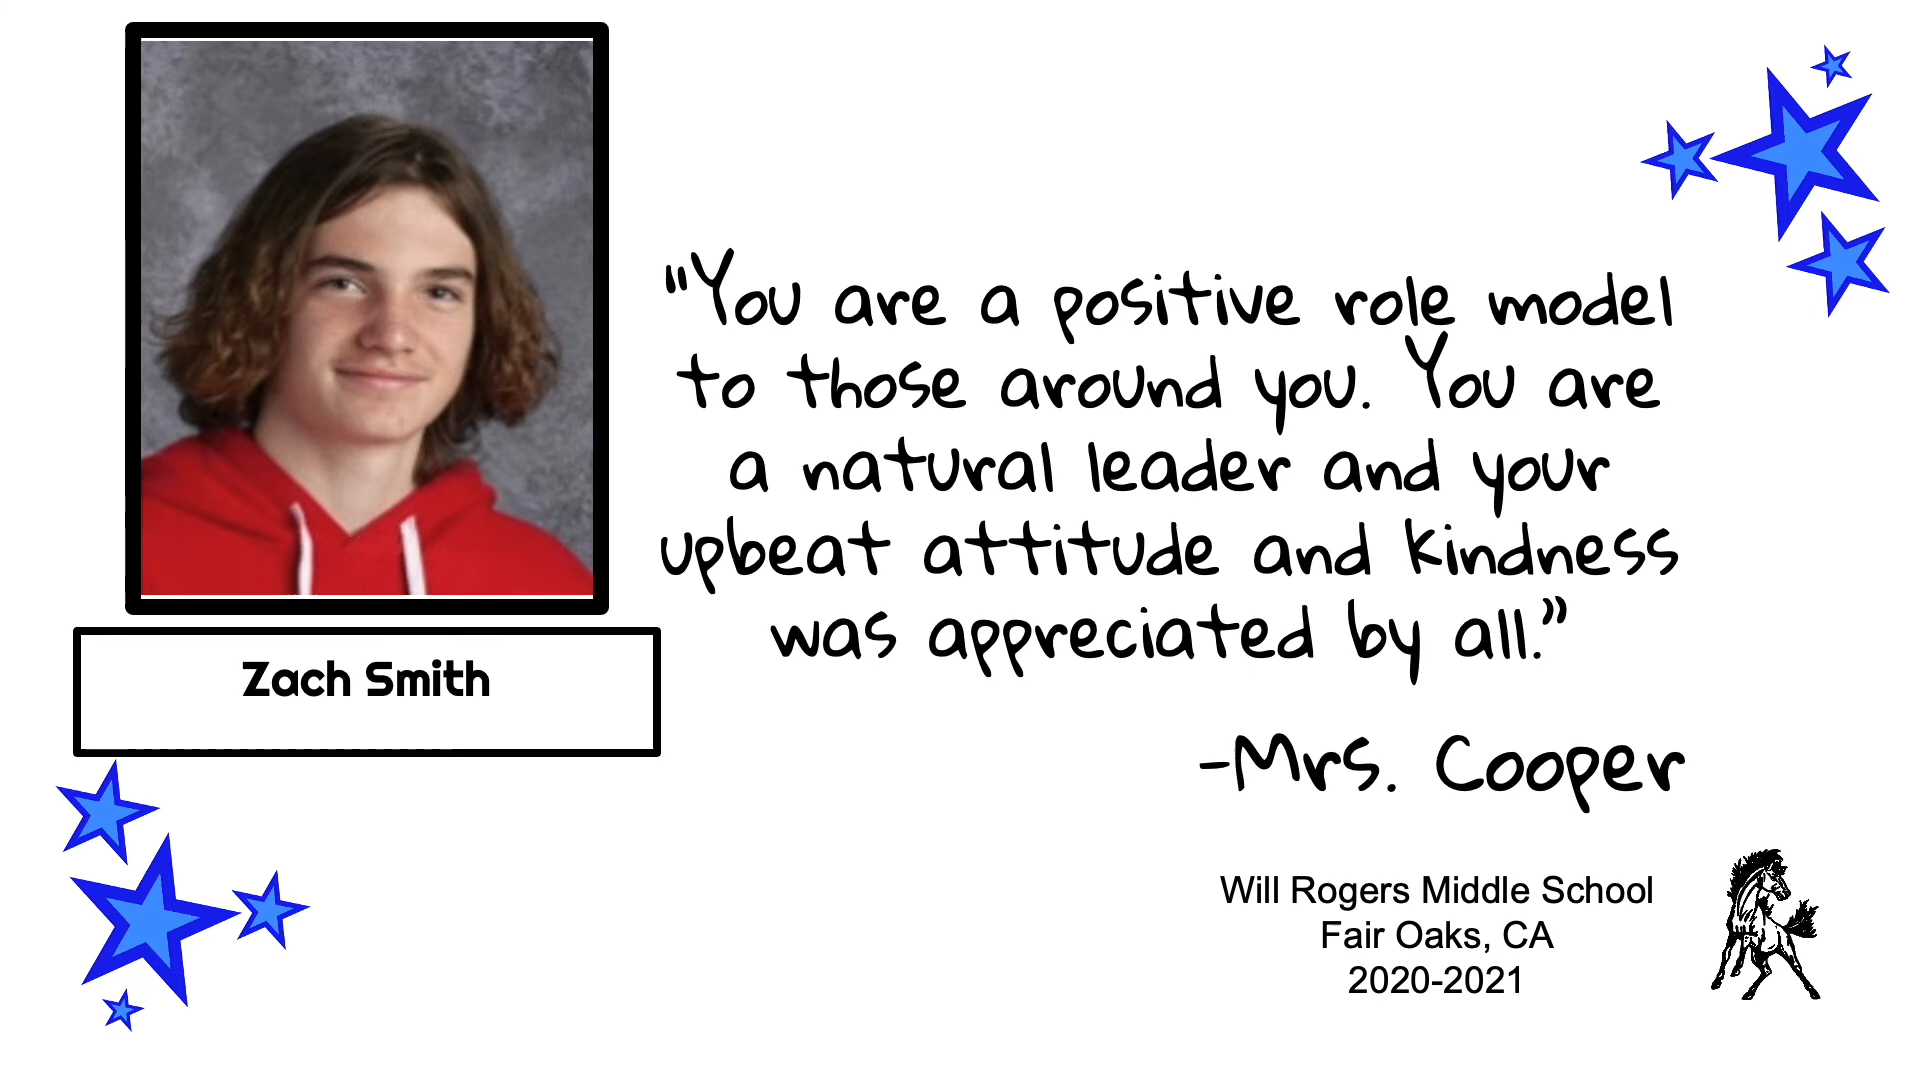 "You are a positive role model
to those around you. You are
a natural leader and your
upbeat attitude and kindness
was appreciated by all.”
-Mrs. Cooper
Zach Smith
Will Rogers Middle School
Fair Oaks, CA
2020-2021